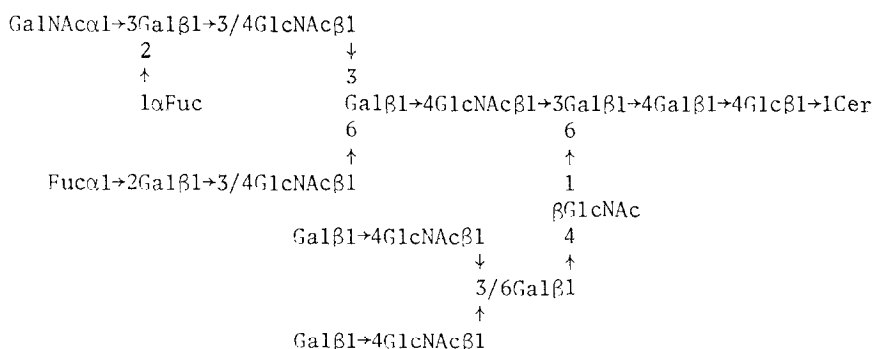 GalNAcα1→3Galβ1→3/4GlcNAcβ1
2 ↓
↑ 3
1αFuc Galβ1→4GlcNAcβ1→3Galβ1→4Galβ1→4Glcβ1→1Cer
6 6
↑ ↑
Fucα1→2Galβ1→3/4GlcNAcβ1 1
βGlcNAc
Galβ1→4GlcNAcβ1 4
↓ ↑
3/6Galβ1
↑
Galβ1→4GlcNAcβ1